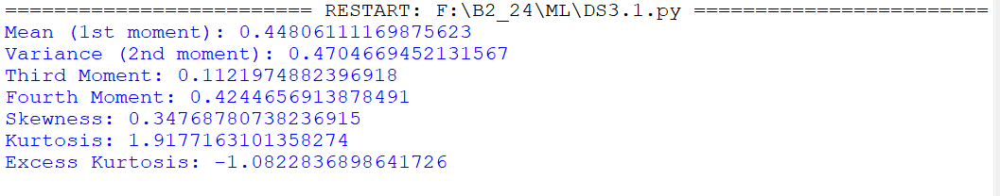 ========================= RESTART: F:\B2_24\ML\DS3.1.py ========================
Mean (1st moment): 0.44806111169875623
Variance (2nd moment): 0.4704669452131567
Third Moment: 0.1121974882396918
Fourth Moment: 0.4244656913878491
Skewness: 0.34768780738236915
Kurtosis: 1.9177163101358274
Excess Kurtosis: -1.0822836898641726